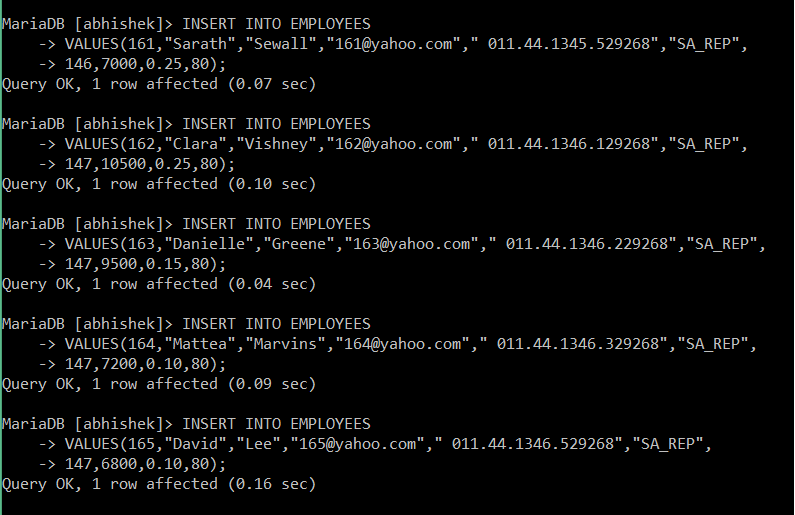 MariaDB [abhishek]> INSERT INTO EMPLOYEES
-> VALUES(161,"Sarath","Sewall","161@yahoo.com"," 011.44.1345.529268","SA_REP",
-> 146,7000,0.25,80);
Query OK, 1 row affected (0.07 sec)
MariaDB [abhishek]> INSERT INTO EMPLOYEES
-> VALUES(162,"Clara","Vishney","162@yahoo.com"," 011.44.1346.129268","SA_REP",
-> 147,10500,0.25,80);
Query OK, 1 row affected (0.10 sec)
MariaDB [abhishek]> INSERT INTO EMPLOYEES
-> VALUES(163,"Danielle","Greene","163@yahoo.com"," 011.44.1346.229268","SA_REP",
-> 147,9500,0.15,80);
Query OK, 1 row affected (0.04 sec)
MariaDB [abhishek]> INSERT INTO EMPLOYEES
-> VALUES(164,"Mattea","Marvins","164@yahoo.com"," 011.44.1346.329268","SA_REP",
-> 147,7200,0.10,80);
Query OK, 1 row affected (0.09 sec)
MariaDB [abhishek]> INSERT INTO EMPLOYEES
-> VALUES(165,"David","Lee","165@yahoo.com"," 011.44.1346.529268","SA_REP",
-> 147,6800,0.10,80);
Query OK, 1 row affected (0.16 sec)